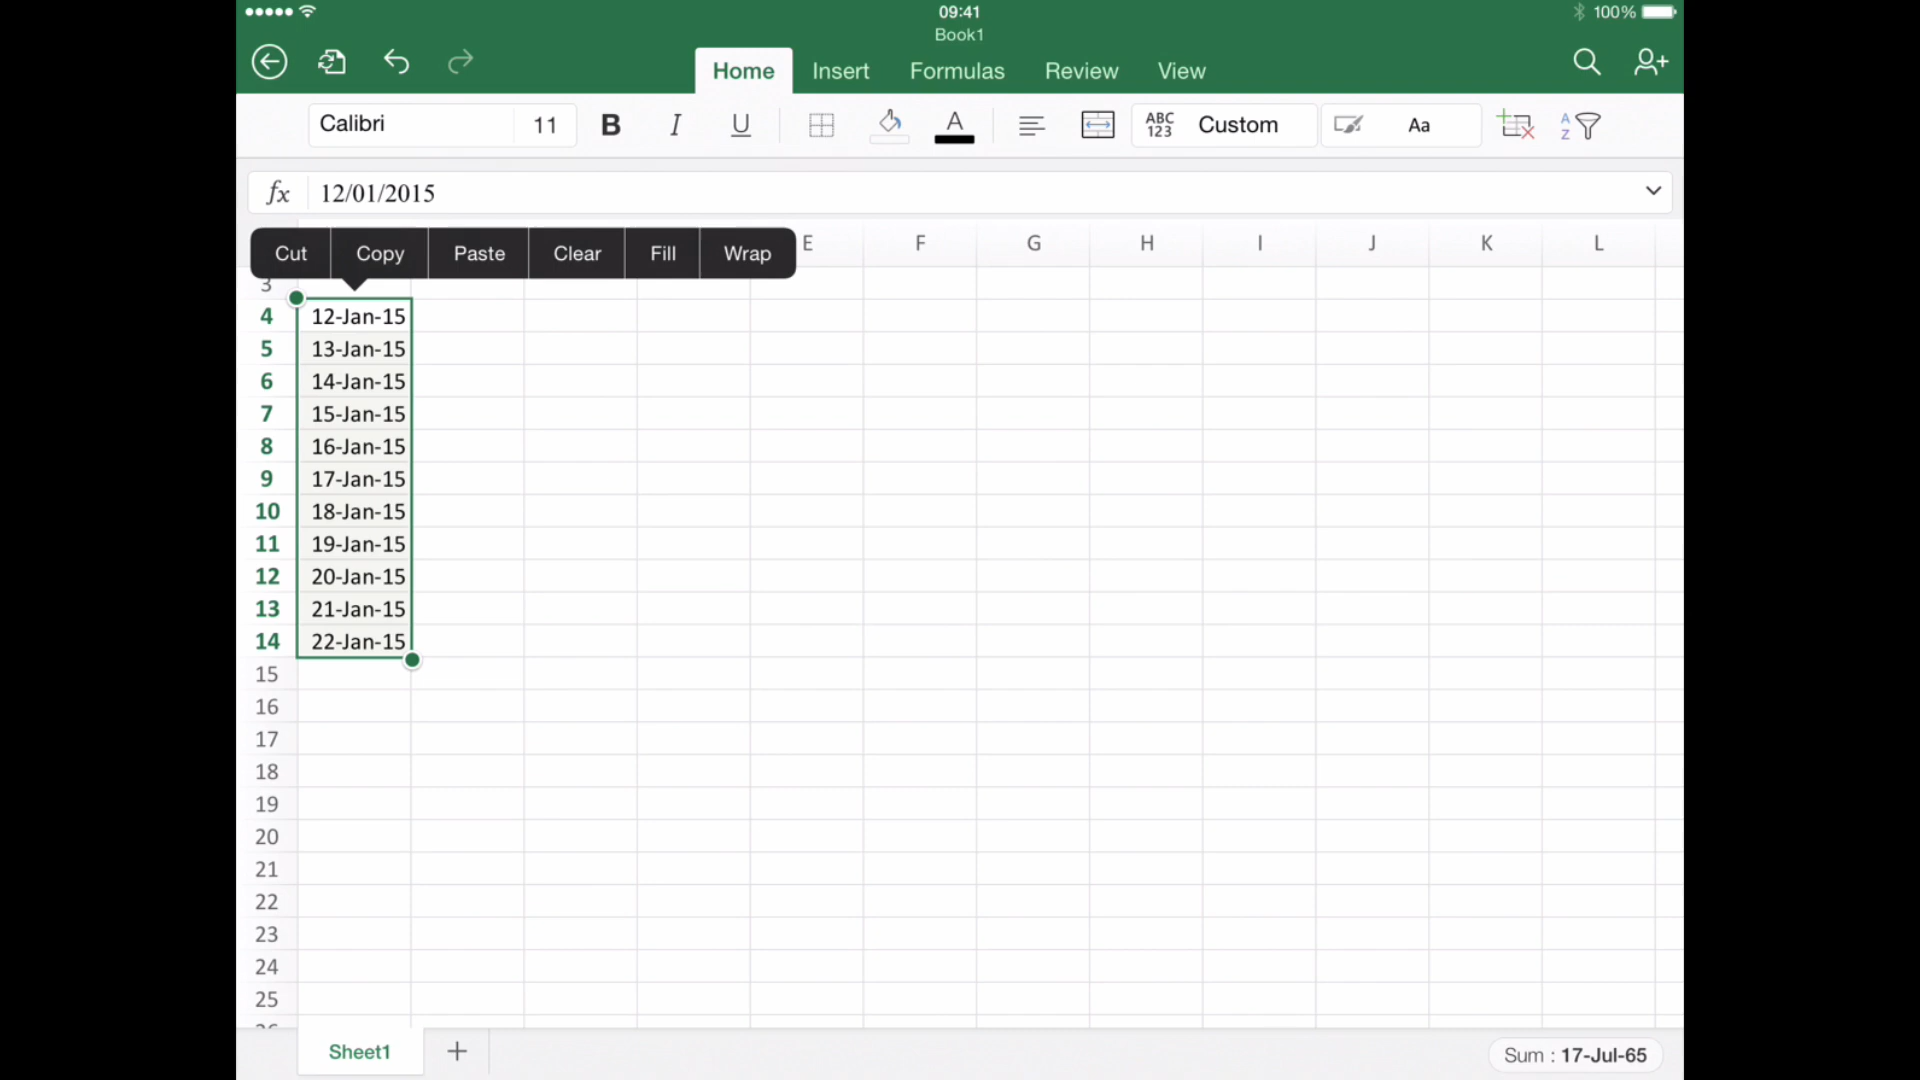 09:41
100%
Book1
Home Insert Formulas Review View
Calibri 11 B I U A ABC 123 Custom Aa A Z
fx 12/01/2015
Cut Copy Paste Clear Fill Wrap E F G H I J K L
3
4 12-Jan-15
5 13-Jan-15
6 14-Jan-15
7 15-Jan-15
8 16-Jan-15
9 17-Jan-15
10 18-Jan-15
11 19-Jan-15
12 20-Jan-15
13 21-Jan-15
14 22-Jan-15
15
16
17
18
19
20
21
22
23
24
25
Sheet1 +
Sum : 17-Jul-65